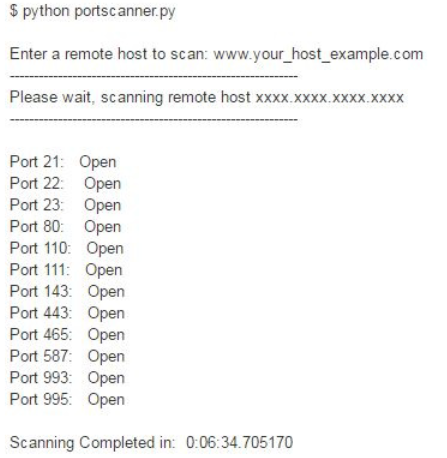 $ python portscanner.py
Enter a remote host to scan: www.your_host_example.com
------------------------------------------------------------
Please wait, scanning remote host xxxx.xxxx.xxxx.xxxx
------------------------------------------------------------
Port 21: Open
Port 22: Open
Port 23: Open
Port 80: Open
Port 110: Open
Port 111: Open
Port 143: Open
Port 443: Open
Port 465: Open
Port 587: Open
Port 993: Open
Port 995: Open
Scanning Completed in: 0:06:34.705170